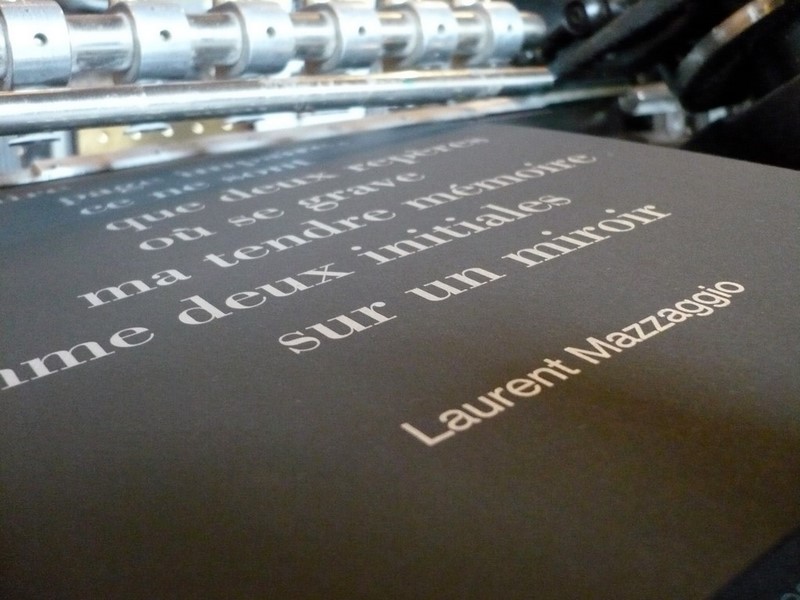 ce ne sont
que deux repères
où se grave
ma tendre mémoire
mme deux initiales
sur un miroir
Laurent Mazzaggio